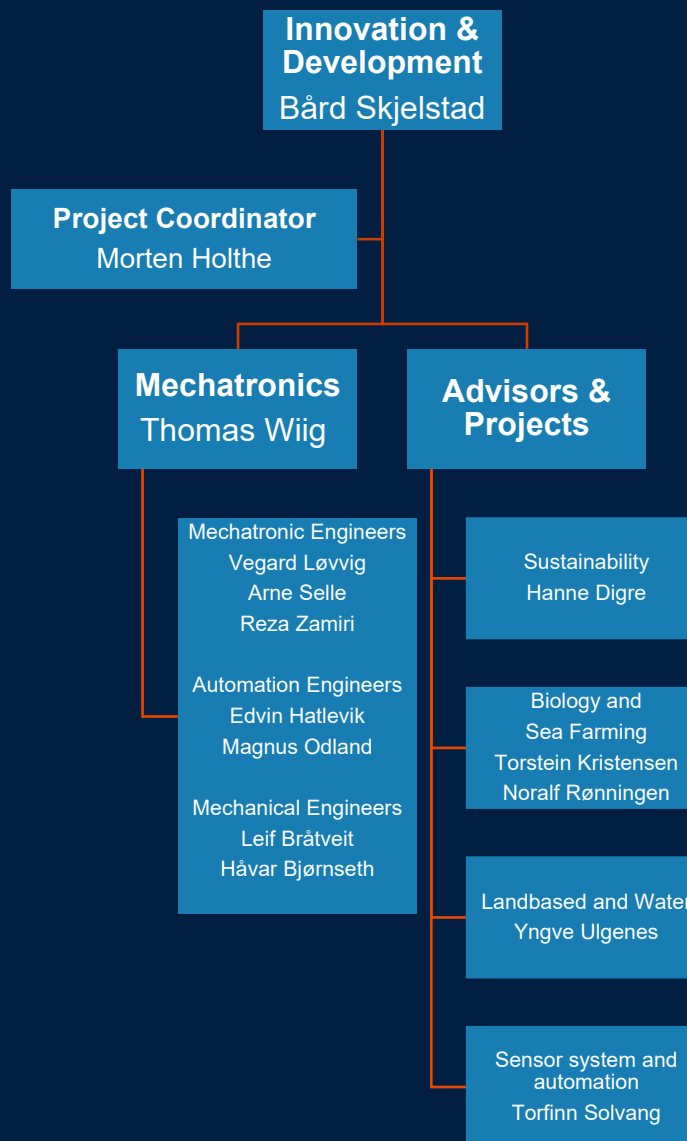 Innovation &
Development
Bård Skjelstad
Project Coordinator
Morten Holthe
Mechatronics
Thomas Wiig
Advisors &
Projects
Mechatronic Engineers
Vegard Løvvig
Arne Selle
Reza Zamiri
Automation Engineers
Edvin Hatlevik
Magnus Odland
Mechanical Engineers
Leif Bråtveit
Håvar Bjørnseth
Sustainability
Hanne Digre
Biology and
Sea Farming
Torstein Kristensen
Noralf Rønningen
Landbased and Water
Yngve Ulgenes
Sensor system and
automation
Torfinn Solvang